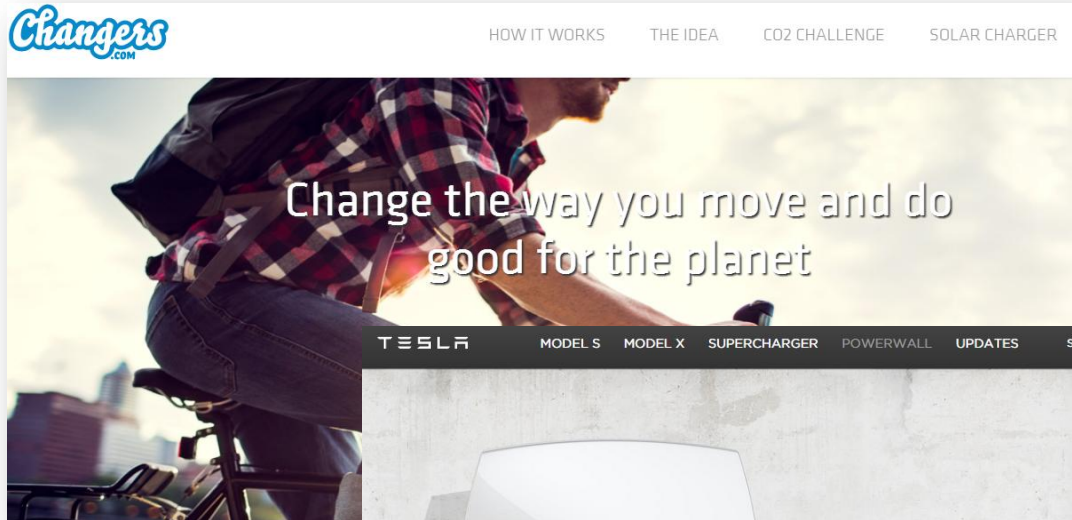 Changers
.COM
HOW IT WORKS THE IDEA CO2 CHALLENGE SOLAR CHARGER
Change the way you move and do
good for the planet
TESLA MODEL S MODEL X SUPERCHARGER POWERWALL UPDATES S